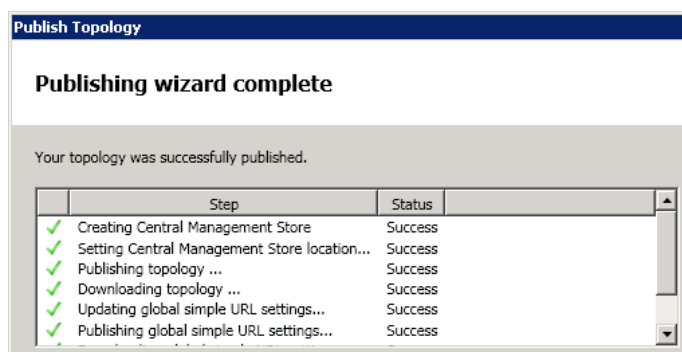 Publish Topology
Publishing wizard complete
Your topology was successfully published.
Step Status
Creating Central Management Store Success
Setting Central Management Store location... Success
Publishing topology ... Success
Downloading topology ... Success
Updating global simple URL settings... Success
Publishing global simple URL settings... Success